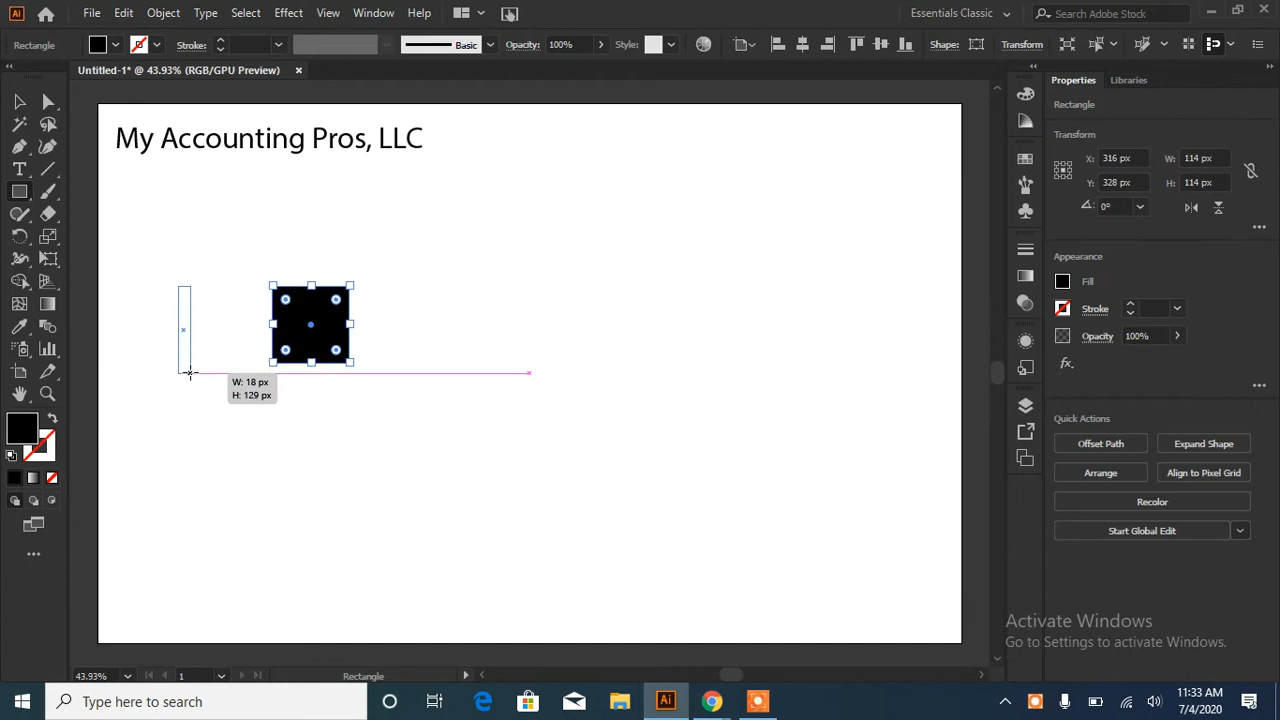 File Edit Object Type Select Effect View Window Help Essentials Classic Search Adobe Stock
Rectangle Stroke: Basic Opacity: 100% Style: Shape: Transform
Untitled-1* @ 43.93% (RGB/GPU Preview)
Properties Libraries
Rectangle
Transform
X: 316 px W: 114 px
Y: 328 px H: 114 px
0°
Appearance
Fill
Stroke
Opacity 100%
fx.
Quick Actions
Offset Path Expand Shape
Arrange Align to Pixel Grid
Recolor
Start Global Edit
My Accounting Pros, LLC
W: 18 px
H: 129 px
Activate Windows
Go to Settings to activate Windows.
43.93% 1 Rectangle
Ai
Type here to search
Ai
11:33 AM
7/4/2020